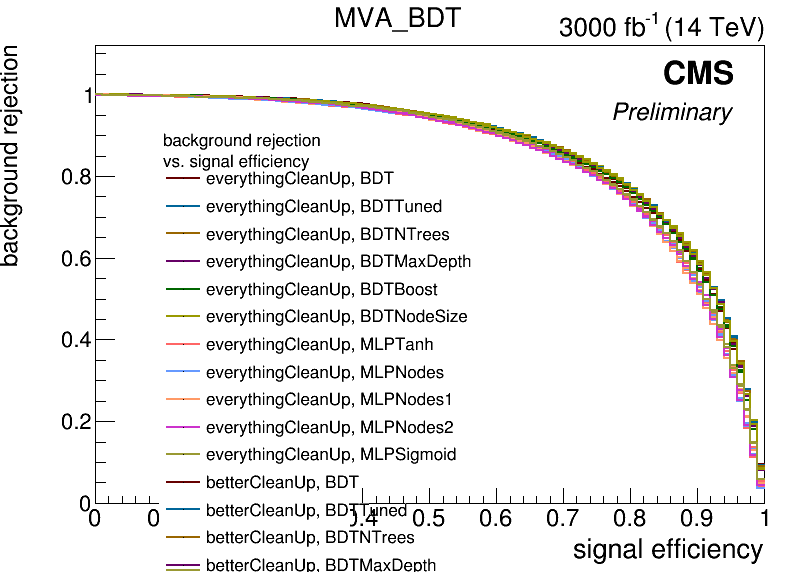 MVA_BDT
3000 fb-1 (14 TeV)
CMS
Preliminary
background rejection
1
0.8
0.6
0.4
0.2
0
background rejection
vs. signal efficiency
everythingCleanUp, BDT
everythingCleanUp, BDTTuned
everythingCleanUp, BDTNTrees
everythingCleanUp, BDTMaxDepth
everythingCleanUp, BDTBoost
everythingCleanUp, BDTNodeSize
everythingCleanUp, MLPTanh
everythingCleanUp, MLPNodes
everythingCleanUp, MLPNodes1
everythingCleanUp, MLPNodes2
everythingCleanUp, MLPSigmoid
betterCleanUp, BDT
betterCleanUp, BDTTuned
betterCleanUp, BDTNTrees
betterCleanUp, BDTMaxDepth
0 0 0.4 0.5 0.6 0.7 0.8 0.9 1
signal efficiency